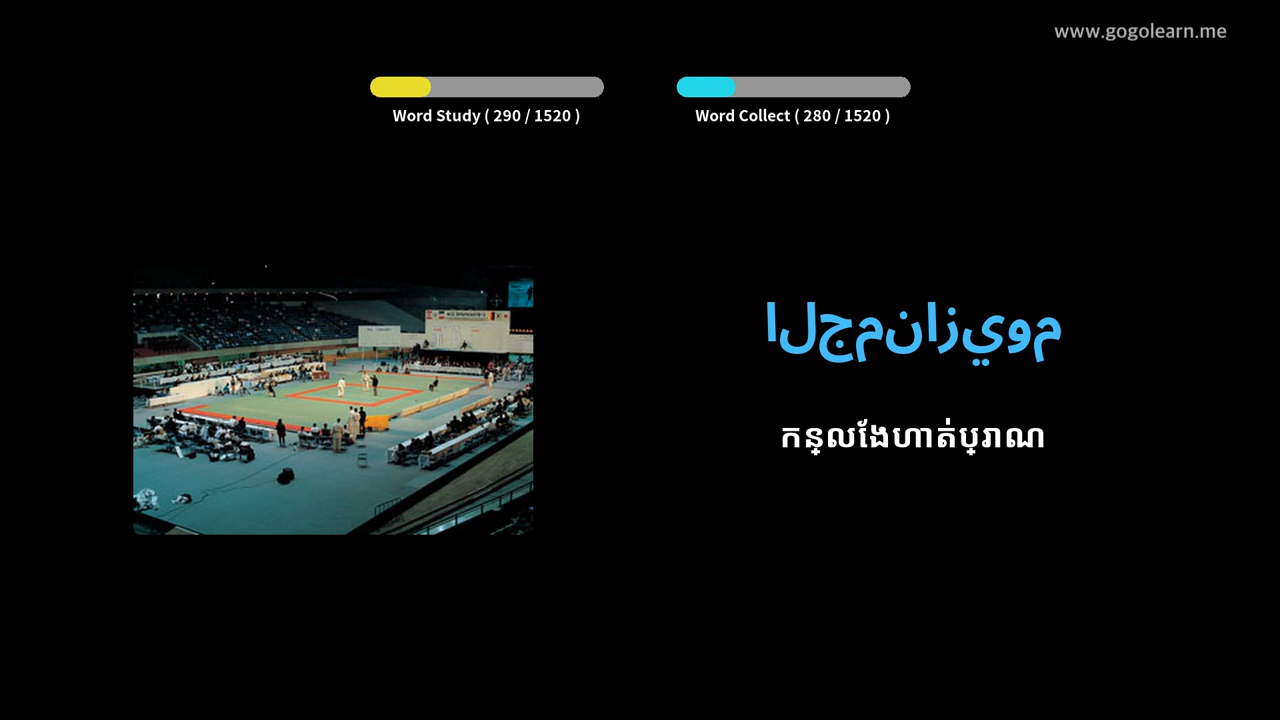 www.gogolearn.me
Word Study ( 290 / 1520 )
Word Collect ( 280 / 1520 )
الجمنازيوم
កន្លែងហាត់ប្រាណ